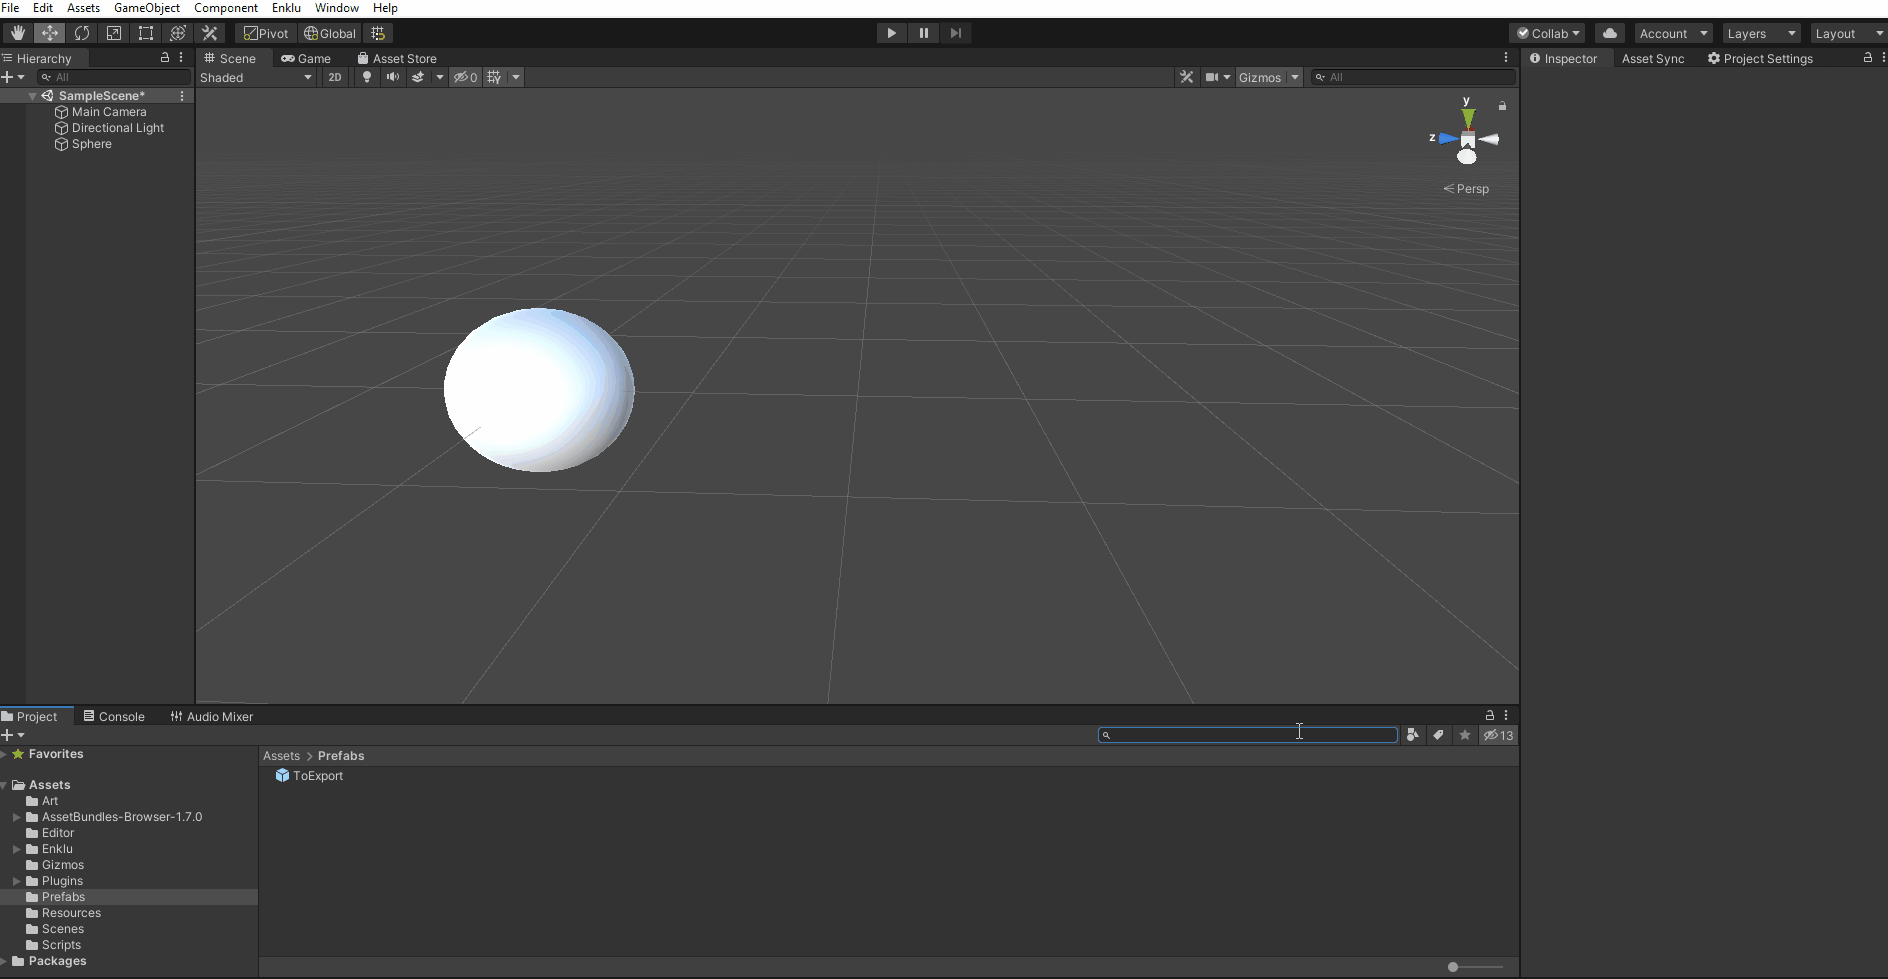 File Edit Assets GameObject Component Enklu Window Help
Pivot Global Collab Account Layers Layout
Hierarchy Scene Game Asset Store Inspector Asset Sync Project Settings
All Shaded 2D 0 Gizmos All
SampleScene*
Main Camera
Directional Light
Sphere
y
z
Persp
Project Console Audio Mixer
13
Favorites
Assets > Prefabs
ToExport
Assets
Art
AssetBundles-Browser-1.7.0
Editor
Enklu
Gizmos
Plugins
Prefabs
Resources
Scenes
Scripts
Packages